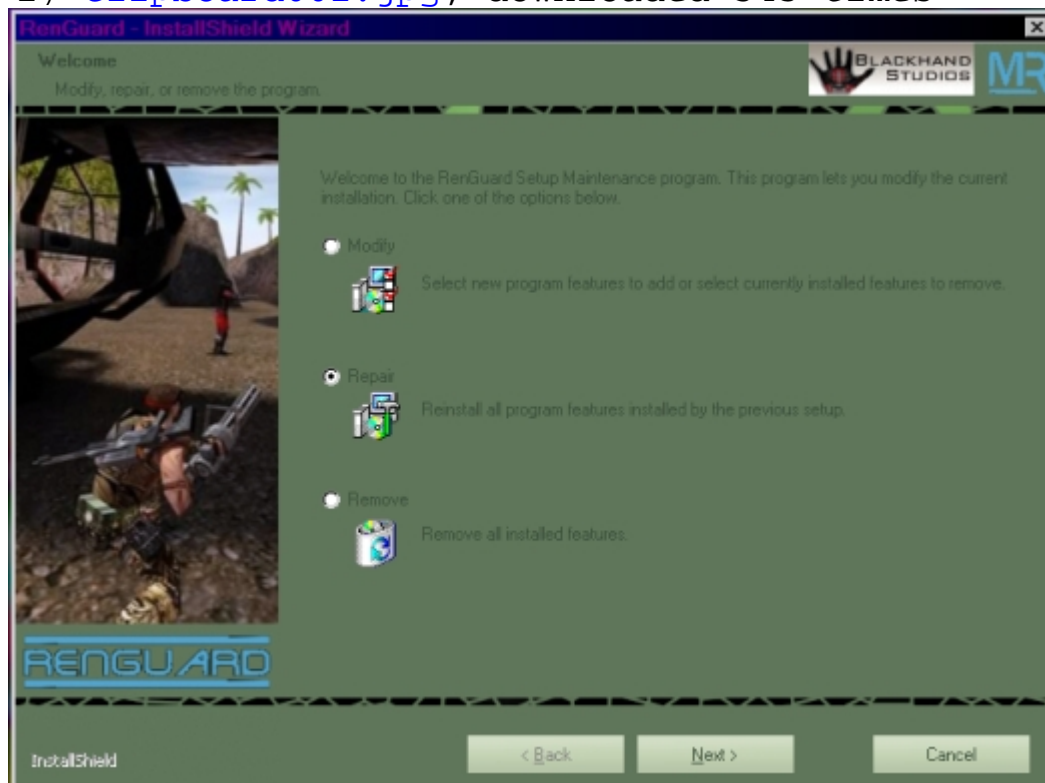 RenGuard - InstallShield Wizard
Welcome
Modify, repair, or remove the program.
BLACKHAND
STUDIOS
MR
Welcome to the RenGuard Setup Maintenance program. This program lets you modify the current
installation. Click one of the options below.
Modify
Select new program features to add or select currently installed features to remove.
Repair
Reinstall all program features installed by the previous setup.
Remove
Remove all installed features.
RENGUARD
InstallShield
< Back
Next >
Cancel